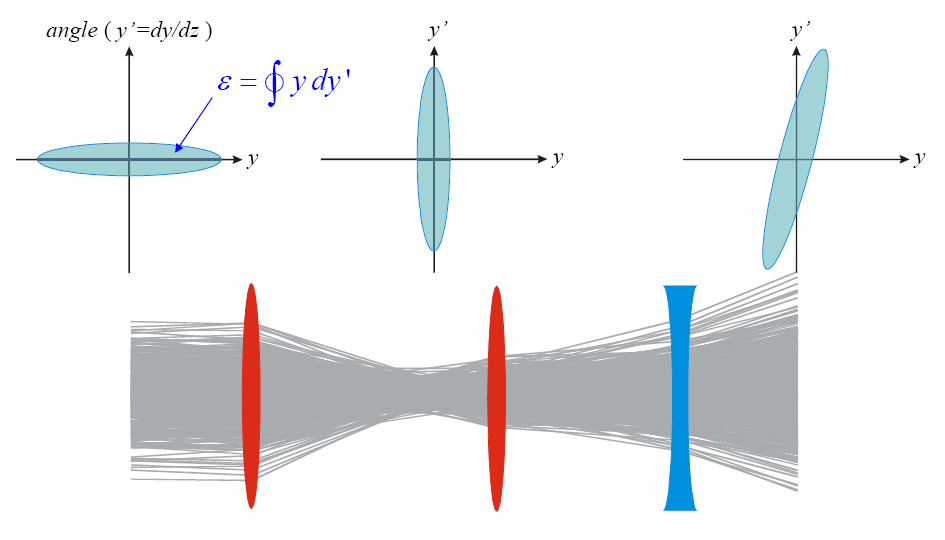 angle ( y’=dy/dz )
ε = ∮ y dy'
y
y’
y
y’
y